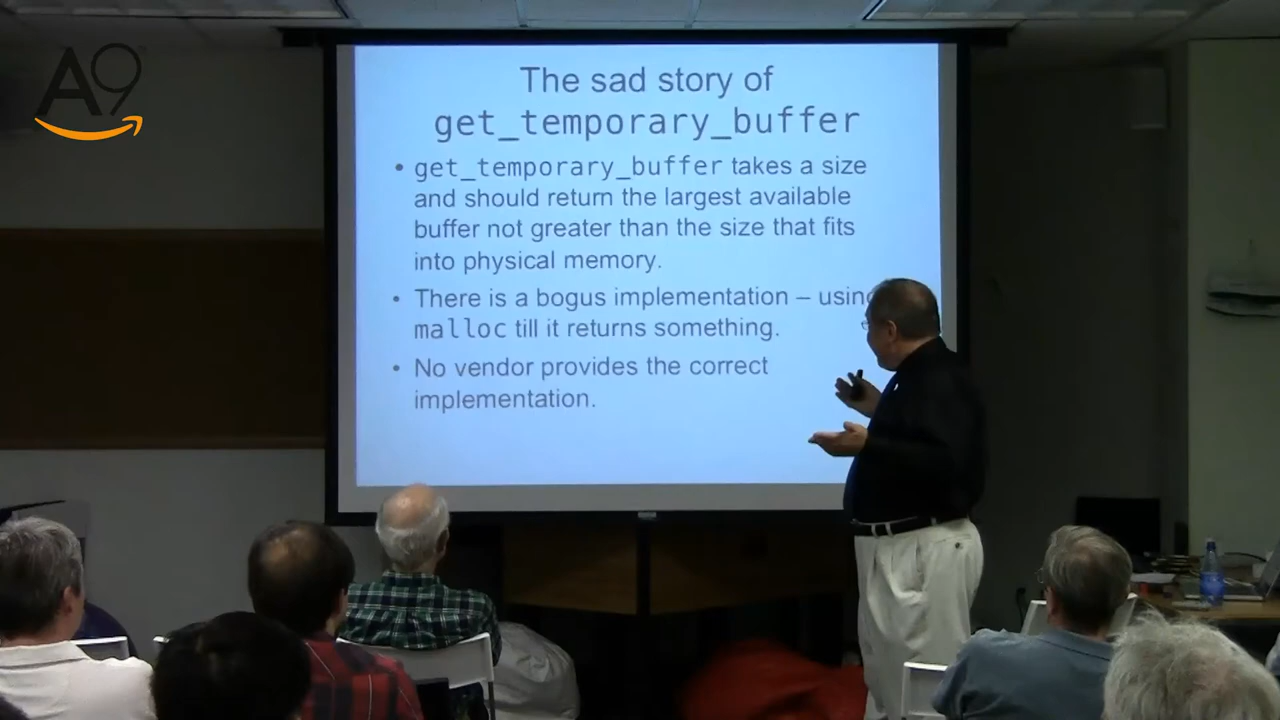 A9
The sad story of
get_temporary_buffer
• get_temporary_buffer takes a size
and should return the largest available
buffer not greater than the size that fits
into physical memory.
• There is a bogus implementation – using
malloc till it returns something.
• No vendor provides the correct
implementation.